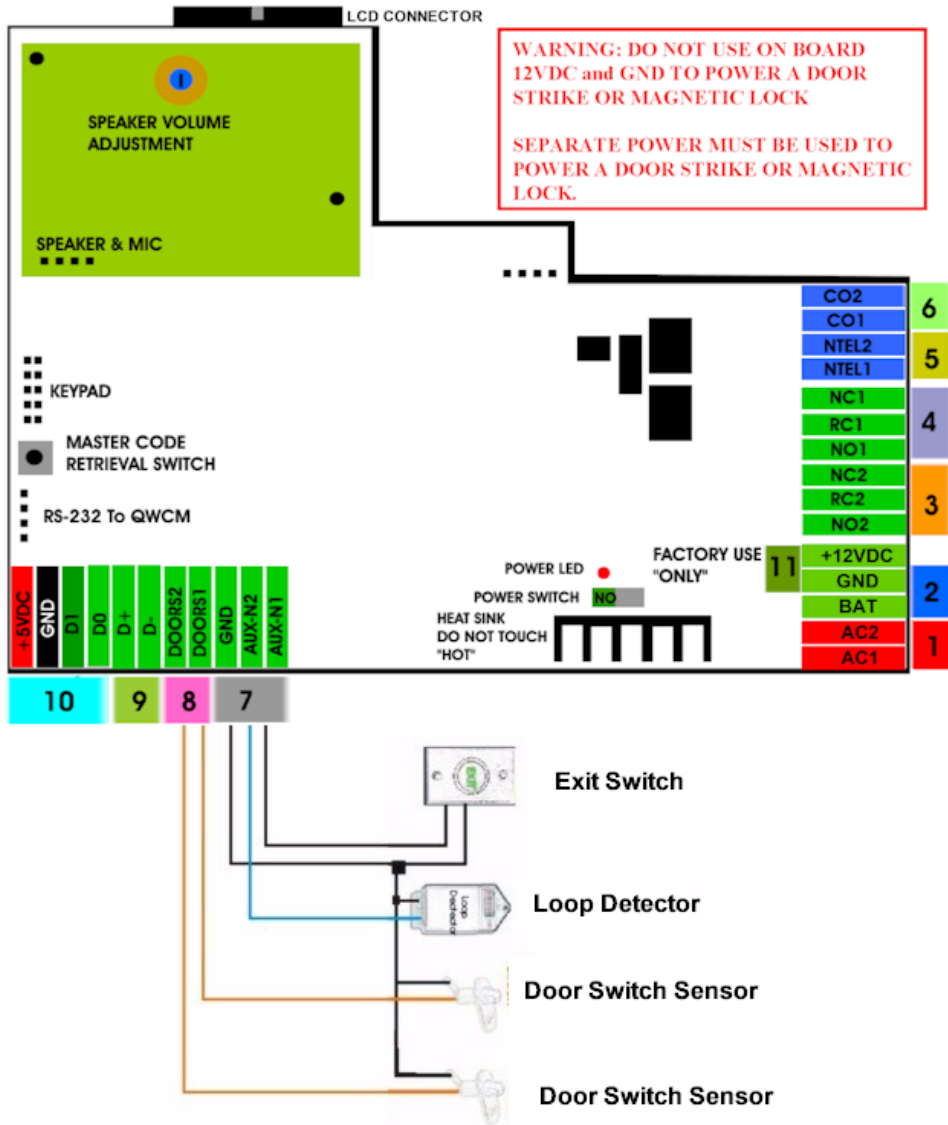 LCD CONNECTOR
WARNING: DO NOT USE ON BOARD
12VDC and GND TO POWER A DOOR
STRIKE OR MAGNETIC LOCK
SEPARATE POWER MUST BE USED TO
POWER A DOOR STRIKE OR MAGNETIC
LOCK.
SPEAKER VOLUME
ADJUSTMENT
SPEAKER & MIC
CO2
CO1
6
NTEL2
NTEL1
5
NC1
RC1
NO1
4
NC2
RC2
NO2
3
KEYPAD
MASTER CODE
RETRIEVAL SWITCH
RS-232 To QWCM
POWER LED
POWER SWITCH
NO
FACTORY USE
"ONLY"
11
+12VDC
GND
BAT
2
AC2
AC1
1
HEAT SINK
DO NOT TOUCH
"HOT"
+5VDC
GND
D1
D0
D+
D-
DOORS2
DOORS1
GND
AUX-N2
AUX-N1
10
9
8
7
EXIT
Exit Switch
Loop
Dectector
Loop Detector
Door Switch Sensor
Door Switch Sensor